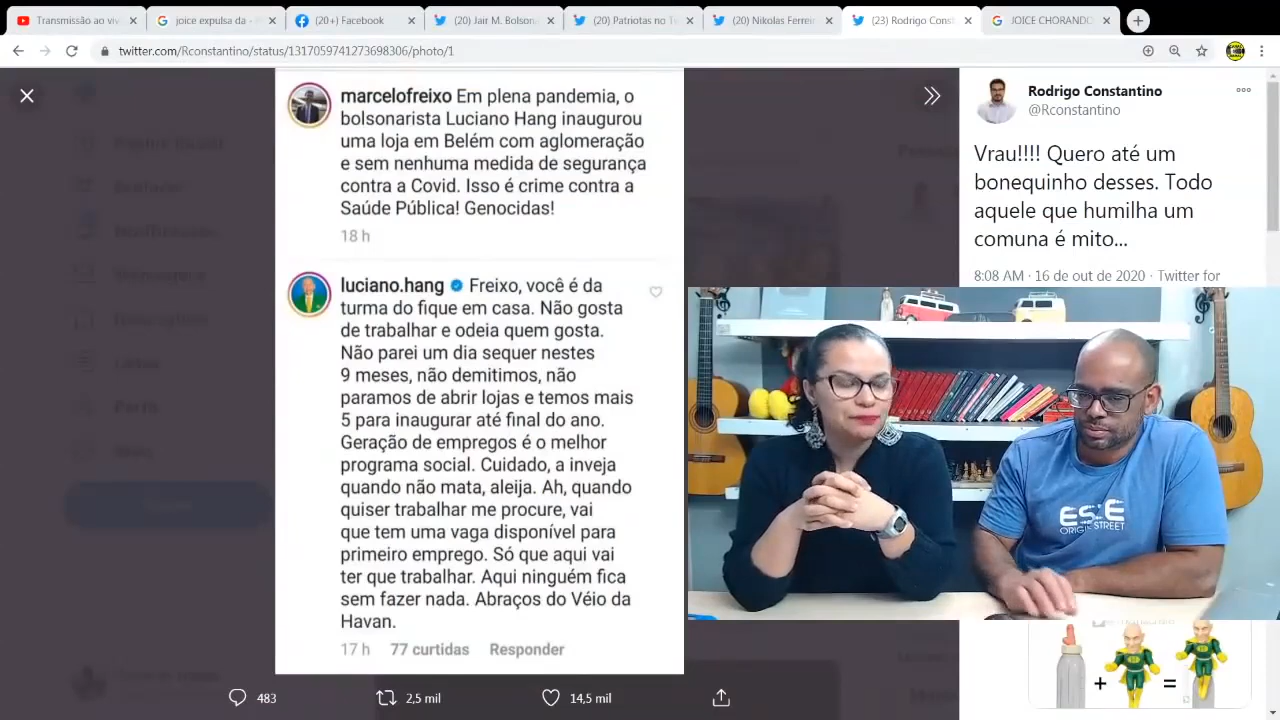 Transmissão ao viv
joice expulsa da -
(20+) Facebook
(20) Jair M. Bolsona
(20) Patriotas no Tw
(20) Nikolas Ferreir
(23) Rodrigo Const
JOICE CHORANDO
twitter.com/Rconstantino/status/1317059741273698306/photo/1
marcelofreixo Em plena pandemia, o
bolsonarista Luciano Hang inaugurou
uma loja em Belém com aglomeração
e sem nenhuma medida de segurança
contra a Covid. Isso é crime contra a
Saúde Pública! Genocidas!
18 h
luciano.hang Freixo, você é da
turma do fique em casa. Não gosta
de trabalhar e odeia quem gosta.
Não parei um dia sequer nestes
9 meses, não demitimos, não
paramos de abrir lojas e temos mais
5 para inaugurar até final do ano.
Geração de empregos é o melhor
programa social. Cuidado, a inveja
quando não mata, aleija. Ah, quando
quiser trabalhar me procure, vai
que tem uma vaga disponível para
primeiro emprego. Só que aqui vai
ter que trabalhar. Aqui ninguém fica
sem fazer nada. Abraços do Véio da
Havan.
17 h 77 curtidas Responder
483 2,5 mil 14,5 mil
Rodrigo Constantino
@Rconstantino
Vrau!!!! Quero até um
bonequinho desses. Todo
aquele que humilha um
comuna é mito...
8:08 AM · 16 de out de 2020 · Twitter for
STREET
+ =